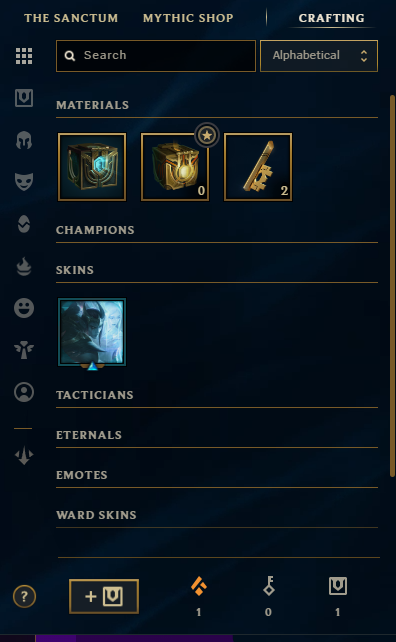 THE SANCTUM MYTHIC SHOP CRAFTING
Search Alphabetical
MATERIALS
0 2
CHAMPIONS
SKINS
TACTICIANS
ETERNALS
EMOTES
WARD SKINS
? +
1 0 1